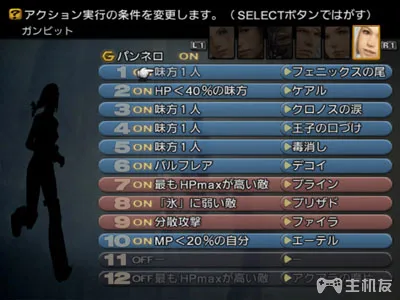 アクション実行の条件を変更します。（SELECTボタンではがす）
ガンビット
L1 R1
パンネロ ON
1 ON 味方1人 フェニックスの尾
2 ON HP＜40％の味方 ケアル
3 ON 味方1人 クロノスの涙
4 ON 味方1人 王子の口づけ
5 ON 味方1人 毒消し
6 ON バルフレア デコイ
7 ON 最もHPmaxが高い敵 ブライン
8 ON 「氷」に弱い敵 ブリザド
9 ON 分散攻撃 ファイラ
10 ON MP＜20％の自分 エーテル
11 OFF ー ー
12 OFF 最もHPmaxが高い敵
主机友